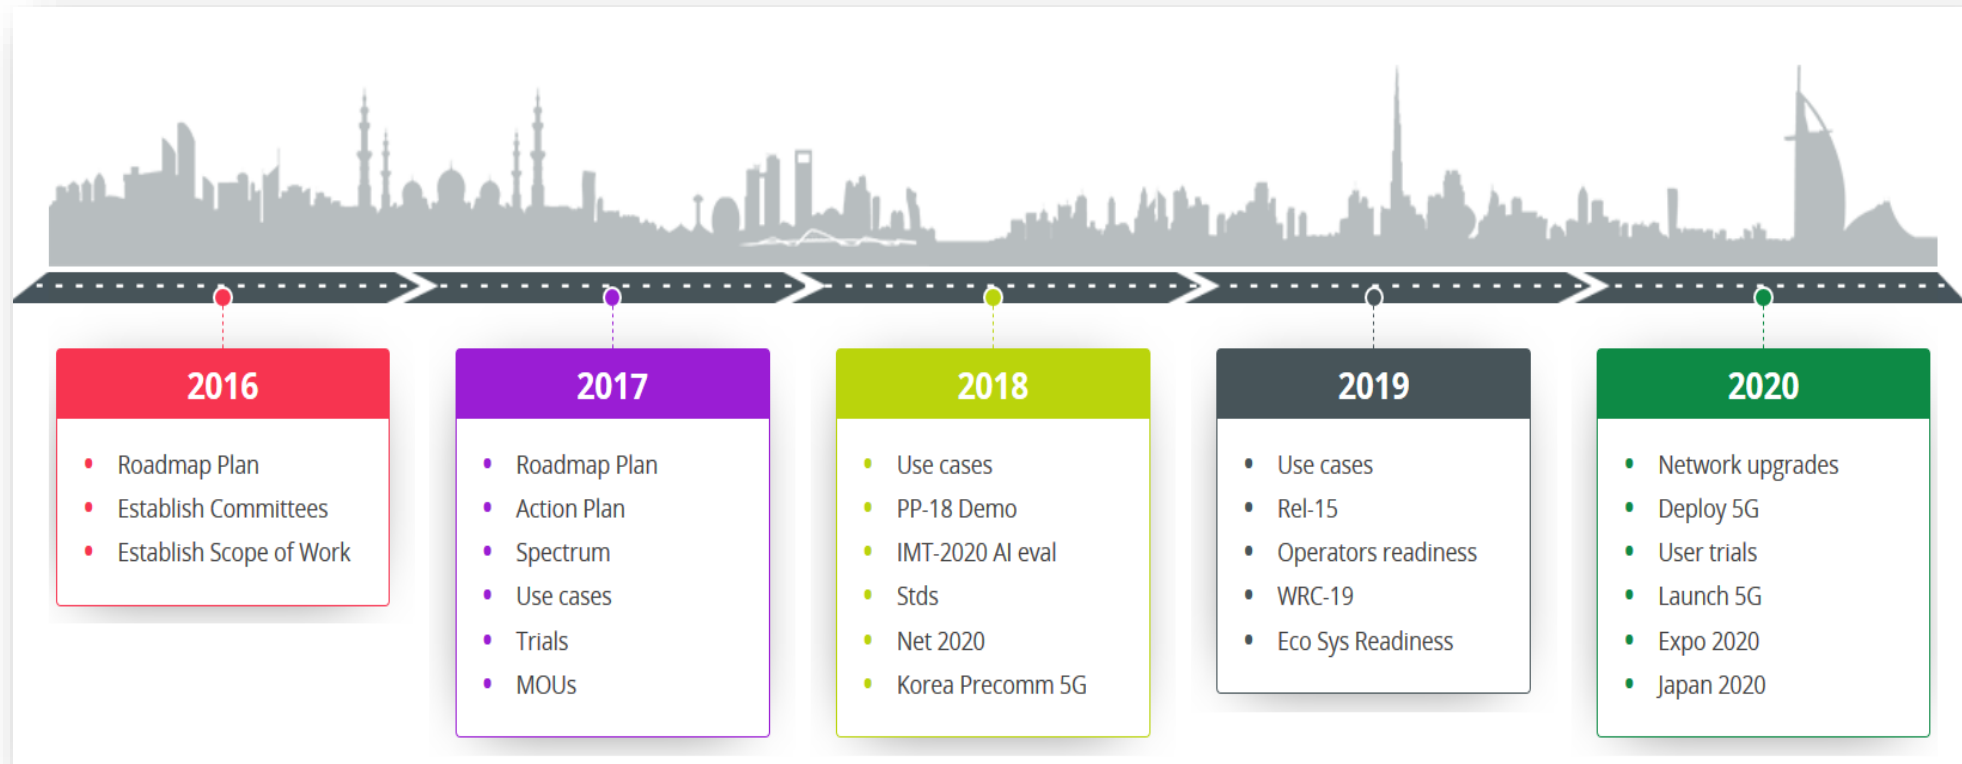 2016
Roadmap Plan
Establish Committees
Establish Scope of Work
2017
Roadmap Plan
Action Plan
Spectrum
Use cases
Trials
MOUs
2018
Use cases
PP-18 Demo
IMT-2020 AI eval
Stds
Net 2020
Korea Precomm 5G
2019
Use cases
Rel-15
Operators readiness
WRC-19
Eco Sys Readiness
2020
Network upgrades
Deploy 5G
User trials
Launch 5G
Expo 2020
Japan 2020